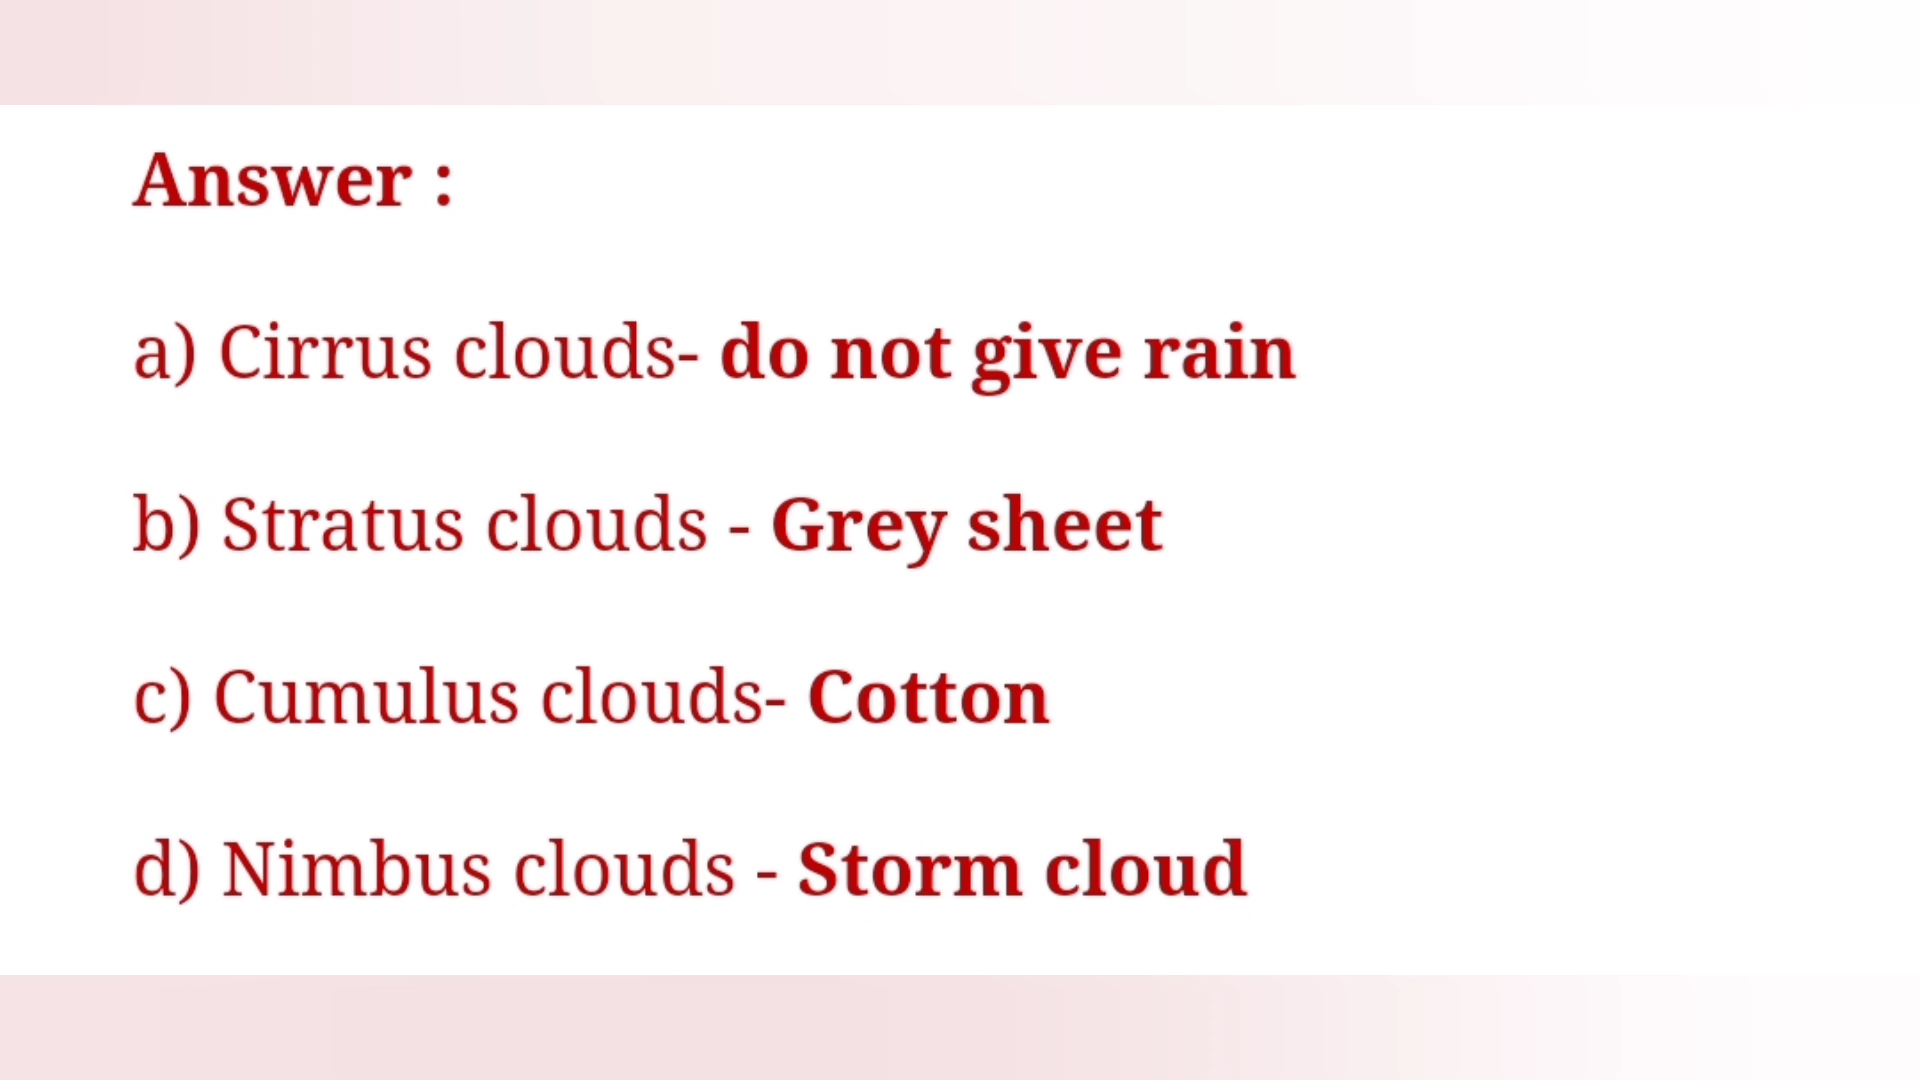 Answer :
a) Cirrus clouds- do not give rain
b) Stratus clouds - Grey sheet
c) Cumulus clouds- Cotton
d) Nimbus clouds - Storm cloud